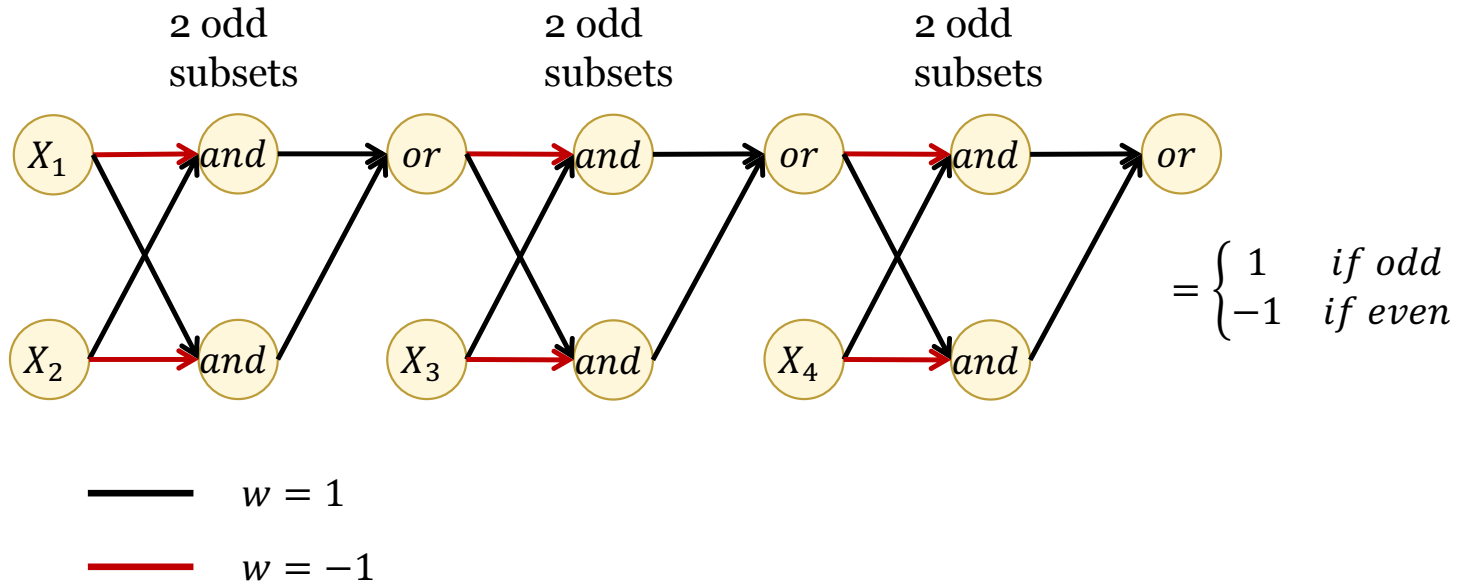 2 odd
subsets
2 odd
subsets
2 odd
subsets
X₁ and or and or and or
= { 1 if odd
−1 if even
X₂ and X₃ and X₄ and
w = 1
w = −1